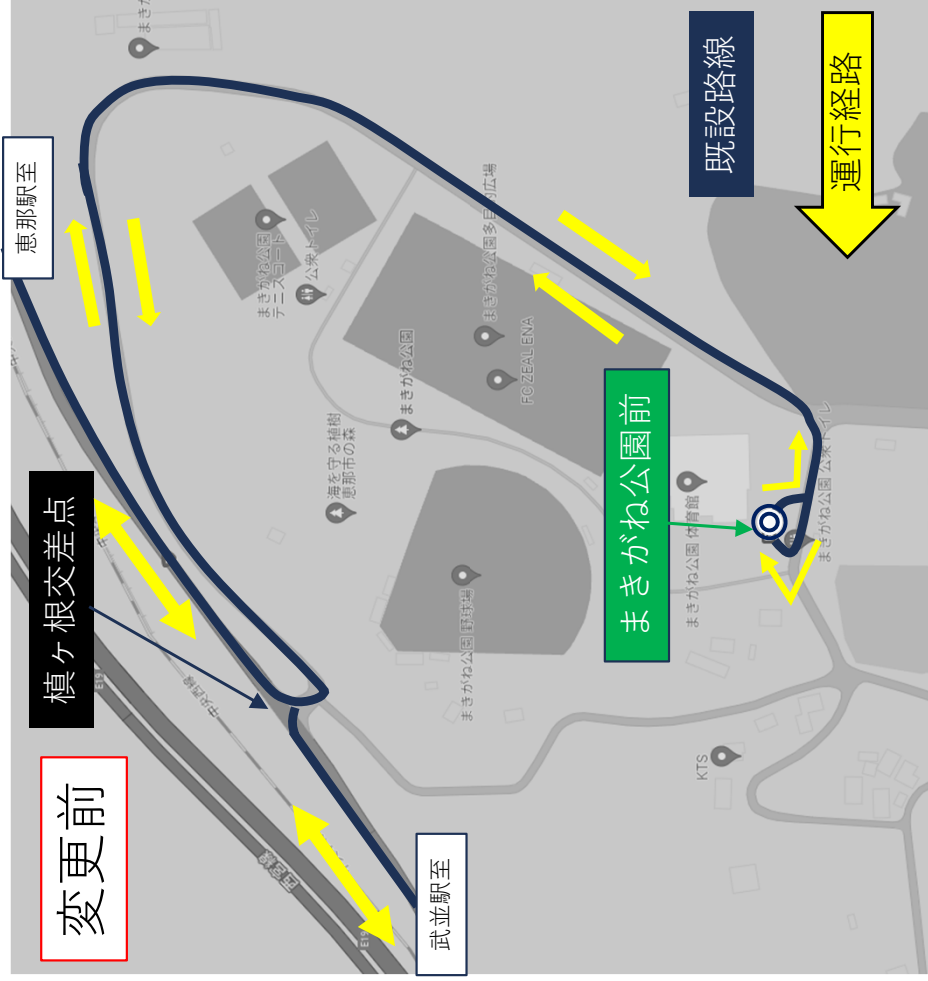 変更前
槙ヶ根交差点
恵那駅至
武並駅至
まきがね公園前
既設路線
運行経路
まきがね公園
テニスコート
公衆トイレ
まきがね公園多目的広場
FC ZEAL ENA
まきがね公園
海を守る植樹
恵那市の森
まきがね公園 野球場
まきがね公園 体育館
まきがね公園 公衆トイレ
KTS
中央西線
E19